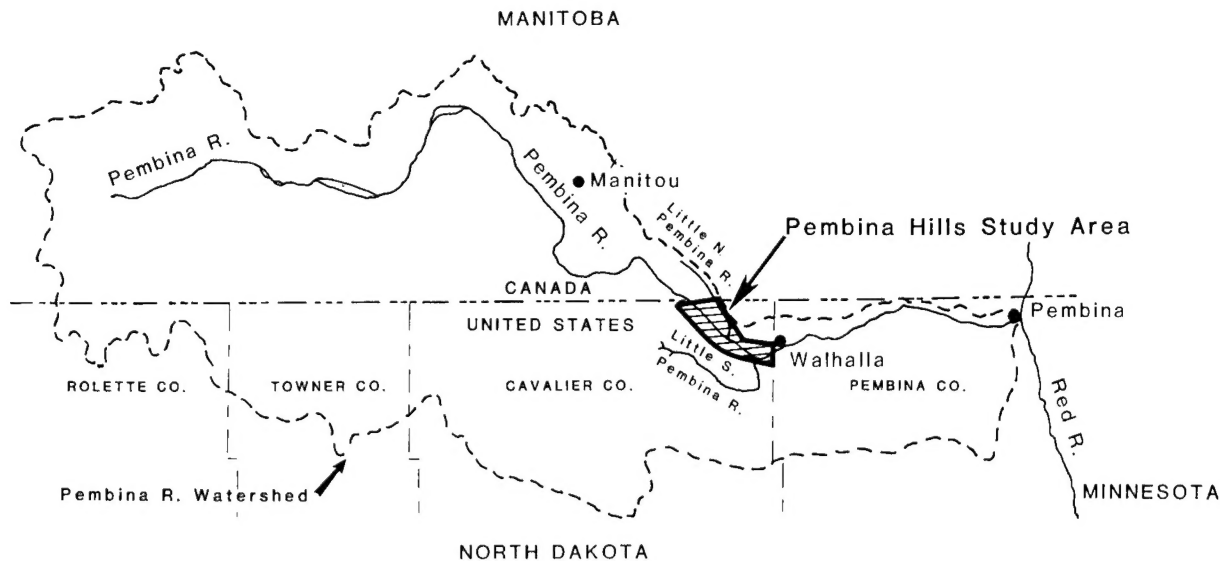 MANITOBA
Pembina R.
Manitou
Pembina R.
Little N.
Pembina R.
Pembina Hills Study Area
CANADA
UNITED STATES
Pembina
Walhalla
Little S.
Pembina R.
ROLETTE CO.
TOWNER CO.
CAVALIER CO.
PEMBINA CO.
Red R.
Pembina R. Watershed
MINNESOTA
NORTH DAKOTA